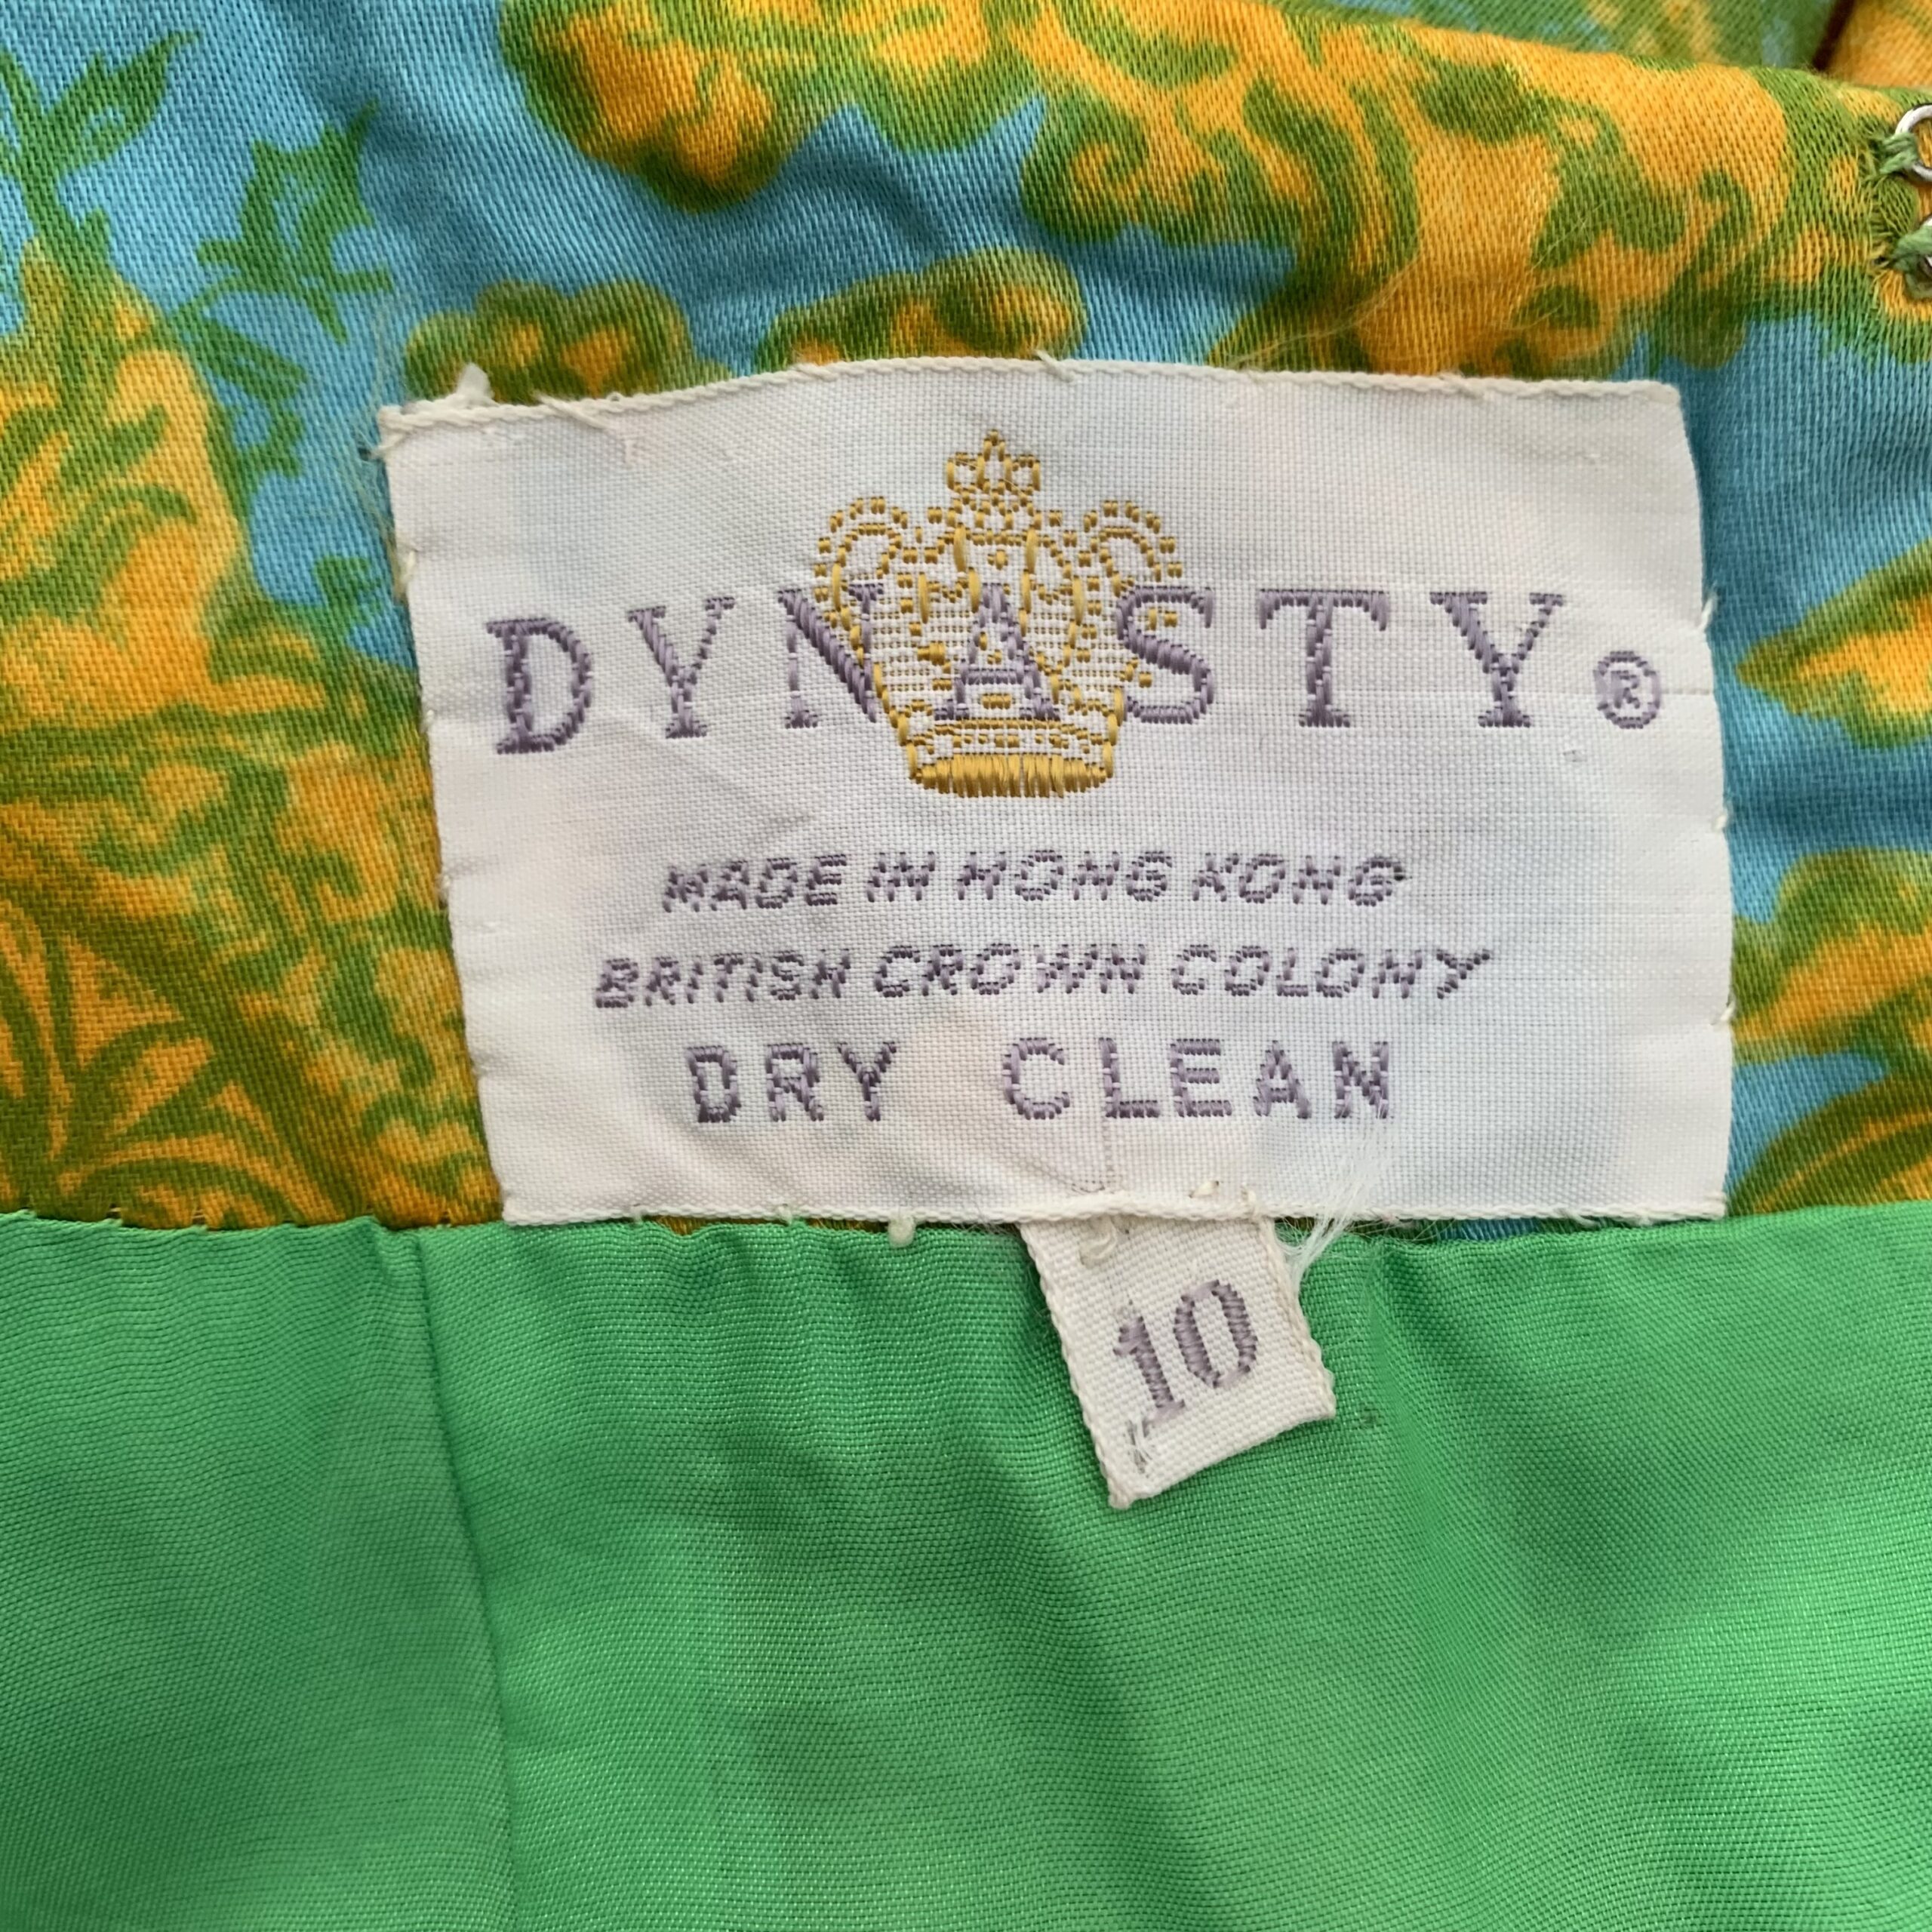 DYNASTY®
MADE IN HONG KONG
BRITISH CROWN COLONY
DRY CLEAN
10